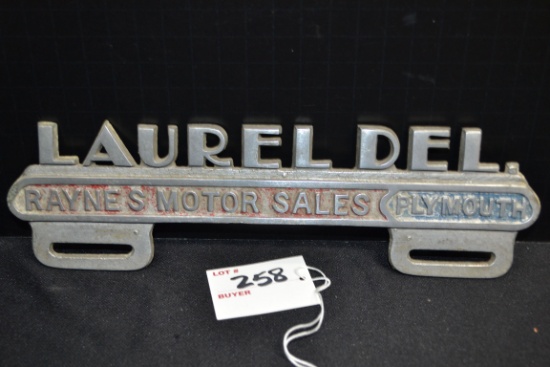 LAUREL DEL.
RAYNE'S MOTOR SALES PLYMOUTH
LOT # 258
BUYER